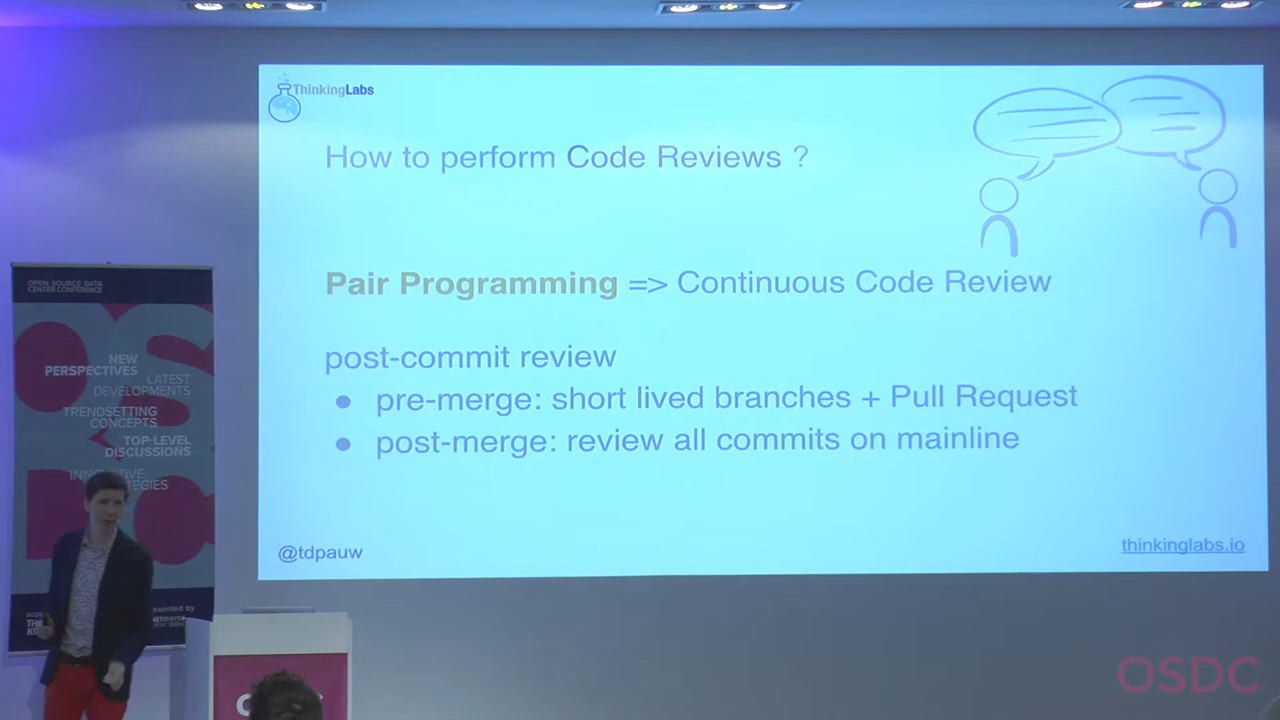 ThinkingLabs
How to perform Code Reviews ?
Pair Programming => Continuous Code Review
post-commit review
● pre-merge: short lived branches + Pull Request
● post-merge: review all commits on mainline
@tdpauw
thinkinglabs.io
OPEN SOURCE DATA
CENTER CONFERENCE
NEW
PERSPECTIVES
LATEST
DEVELOPMENTS
TRENDSETTING
CONCEPTS
TOP-LEVEL
DISCUSSIONS
OSDC